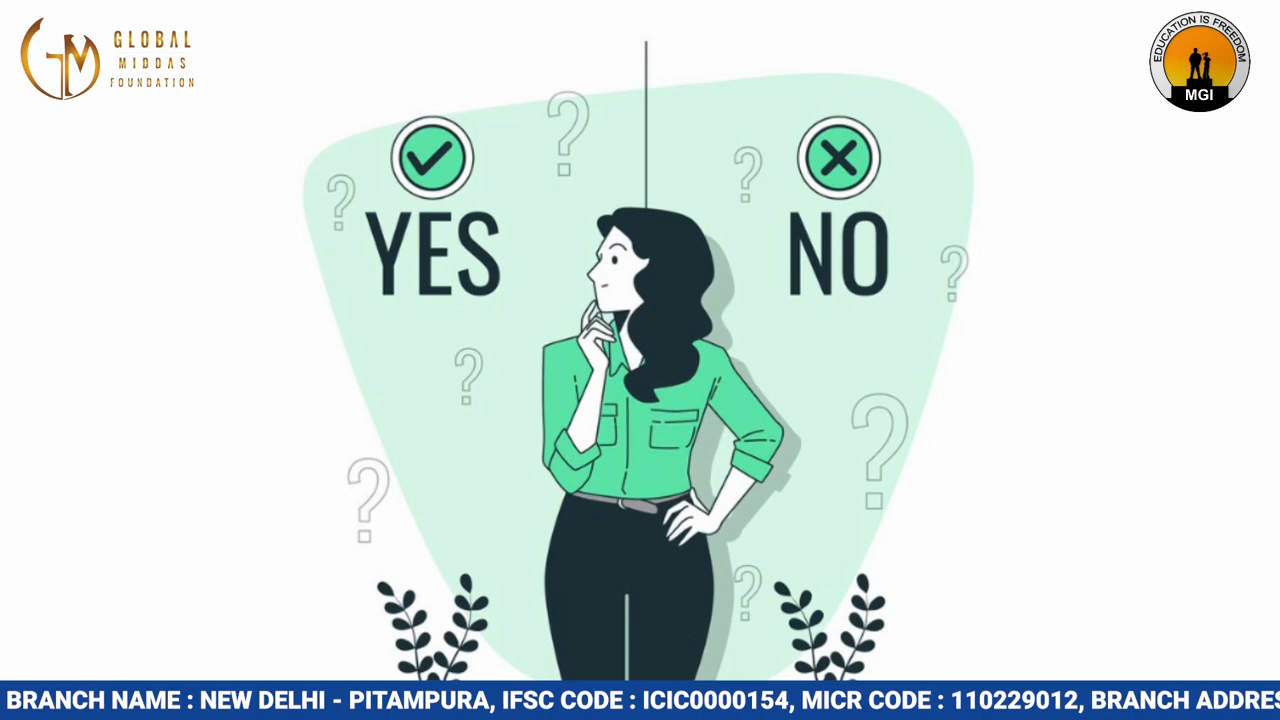 GLOBAL
MIDDAS
FOUNDATION
EDUCATION IS FREEDOM
MGI
YES
NO
BRANCH NAME : NEW DELHI - PITAMPURA, IFSC CODE : ICIC0000154, MICR CODE : 110229012, BRANCH ADDRES